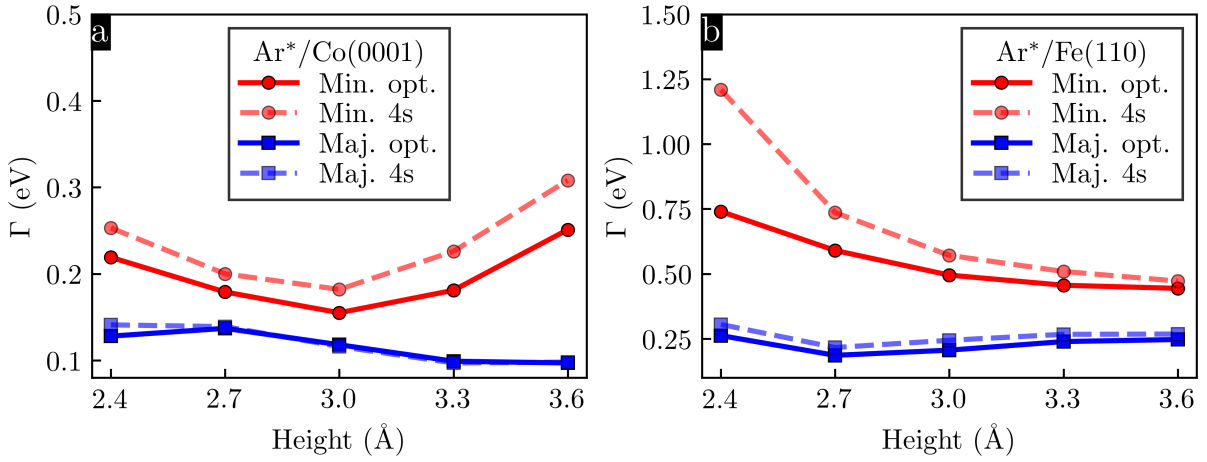 a
Ar*/Co(0001)
Min. opt.
Min. 4s
Maj. opt.
Maj. 4s
0.5
0.4
0.3
0.2
0.1
Γ (eV)
2.4 2.7 3.0 3.3 3.6
Height (Å)
b
Ar*/Fe(110)
Min. opt.
Min. 4s
Maj. opt.
Maj. 4s
1.50
1.25
1.00
0.75
0.50
0.25
Γ (eV)
2.4 2.7 3.0 3.3 3.6
Height (Å)